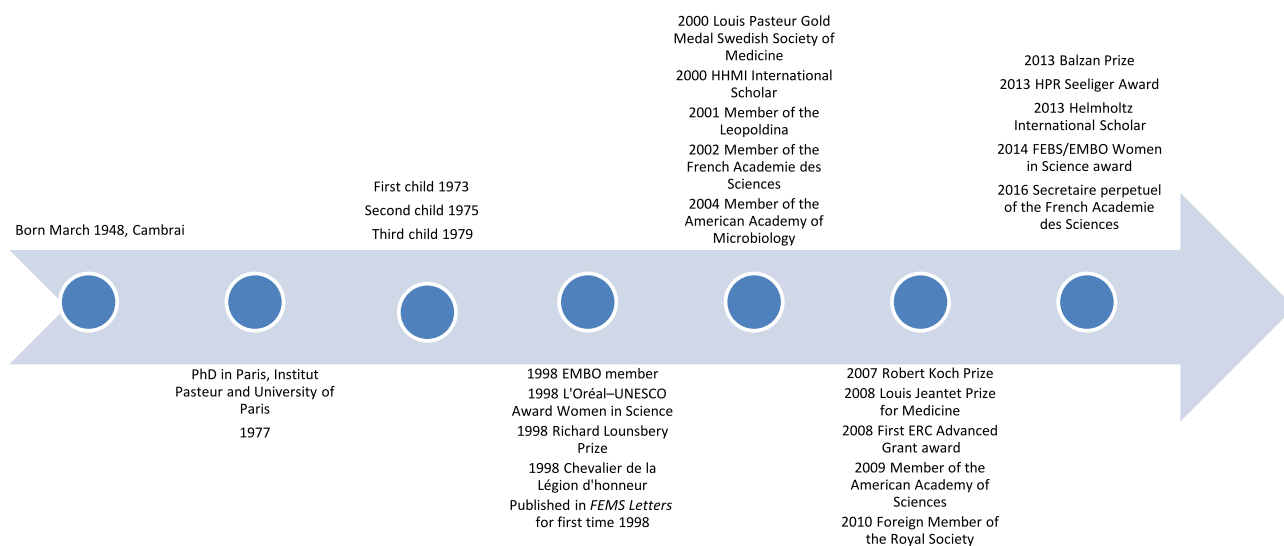 Born March 1948, Cambrai
PhD in Paris, Institut
Pasteur and University of
Paris
1977
First child 1973
Second child 1975
Third child 1979
1998 EMBO member
1998 L'Oréal–UNESCO
Award Women in Science
1998 Richard Lounsbery
Prize
1998 Chevalier de la
Légion d'honneur
Published in FEMS Letters
for first time 1998
2000 Louis Pasteur Gold
Medal Swedish Society of
Medicine
2000 HHMI International
Scholar
2001 Member of the
Leopoldina
2002 Member of the
French Academie des
Sciences
2004 Member of the
American Academy of
Microbiology
2007 Robert Koch Prize
2008 Louis Jeantet Prize
for Medicine
2008 First ERC Advanced
Grant award
2009 Member of the
American Academy of
Sciences
2010 Foreign Member of
the Royal Society
2013 Balzan Prize
2013 HPR Seeliger Award
2013 Helmholtz
International Scholar
2014 FEBS/EMBO Women
in Science award
2016 Secretaire perpetuel
of the French Academie
des Sciences